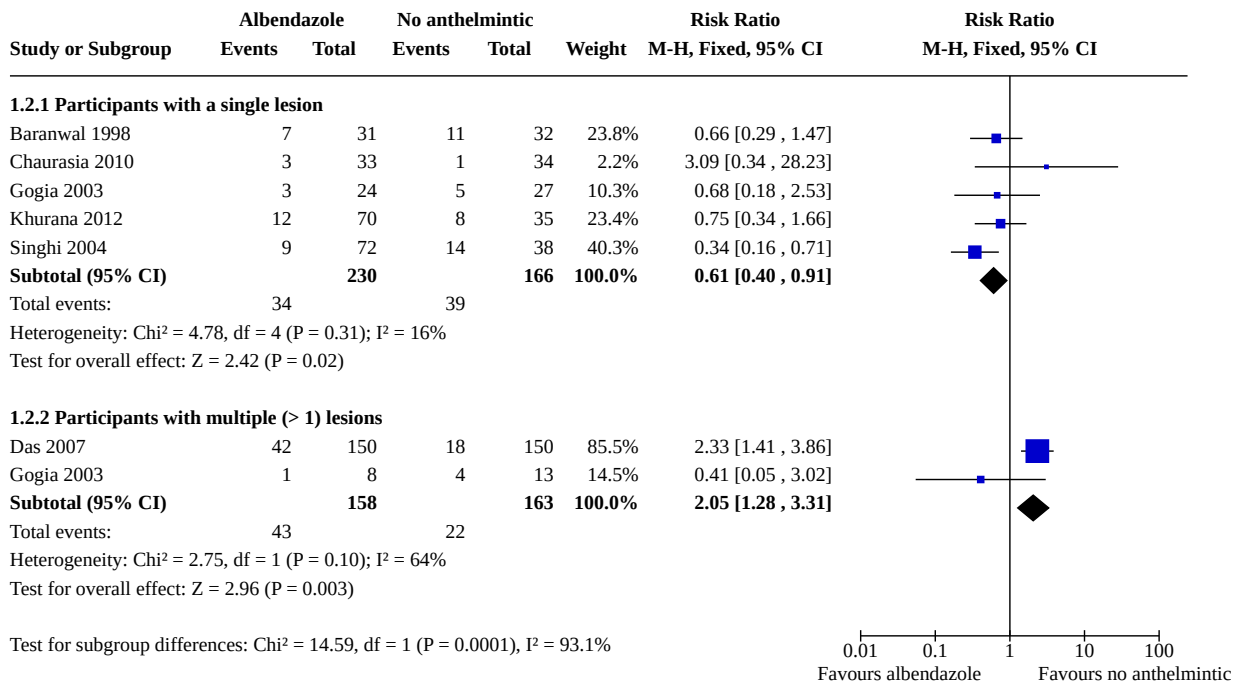 Albendazole No anthelmintic Risk Ratio Risk Ratio
Study or Subgroup Events Total Events Total Weight M-H, Fixed, 95% CI M-H, Fixed, 95% CI
1.2.1 Participants with a single lesion
Baranwal 1998 7 31 11 32 23.8% 0.66 [0.29 , 1.47]
Chaurasia 2010 3 33 1 34 2.2% 3.09 [0.34 , 28.23]
Gogia 2003 3 24 5 27 10.3% 0.68 [0.18 , 2.53]
Khurana 2012 12 70 8 35 23.4% 0.75 [0.34 , 1.66]
Singhi 2004 9 72 14 38 40.3% 0.34 [0.16 , 0.71]
Subtotal (95% CI) 230 166 100.0% 0.61 [0.40 , 0.91]
Total events: 34 39
Heterogeneity: Chi² = 4.78, df = 4 (P = 0.31); I² = 16%
Test for overall effect: Z = 2.42 (P = 0.02)
1.2.2 Participants with multiple (> 1) lesions
Das 2007 42 150 18 150 85.5% 2.33 [1.41 , 3.86]
Gogia 2003 1 8 4 13 14.5% 0.41 [0.05 , 3.02]
Subtotal (95% CI) 158 163 100.0% 2.05 [1.28 , 3.31]
Total events: 43 22
Heterogeneity: Chi² = 2.75, df = 1 (P = 0.10); I² = 64%
Test for overall effect: Z = 2.96 (P = 0.003)
Test for subgroup differences: Chi² = 14.59, df = 1 (P = 0.0001), I² = 93.1%
0.01 0.1 1 10 100
Favours albendazole Favours no anthelmintic